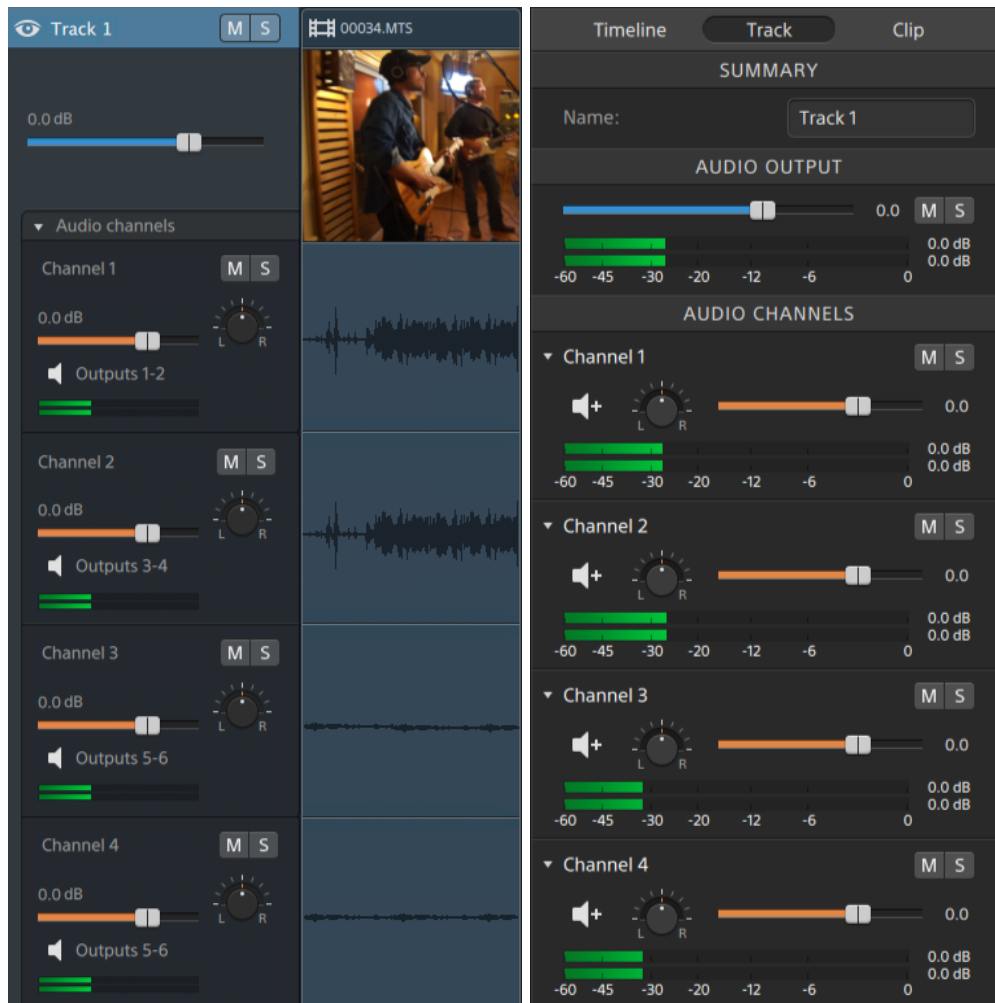 Track 1
M S
00034.MTS
0.0 dB
Audio channels
Channel 1
M S
0.0 dB
L R
Outputs 1-2
Channel 2
M S
0.0 dB
L R
Outputs 3-4
Channel 3
M S
0.0 dB
L R
Outputs 5-6
Channel 4
M S
0.0 dB
L R
Outputs 5-6
Timeline Track Clip
SUMMARY
Name: Track 1
AUDIO OUTPUT
0.0 M S
0.0 dB
0.0 dB
-60 -45 -30 -20 -12 -6 0
AUDIO CHANNELS
Channel 1 M S
L R
0.0
0.0 dB
0.0 dB
-60 -45 -30 -20 -12 -6 0
Channel 2 M S
L R
0.0
0.0 dB
0.0 dB
-60 -45 -30 -20 -12 -6 0
Channel 3 M S
L R
0.0
0.0 dB
0.0 dB
-60 -45 -30 -20 -12 -6 0
Channel 4 M S
L R
0.0
0.0 dB
0.0 dB
-60 -45 -30 -20 -12 -6 0